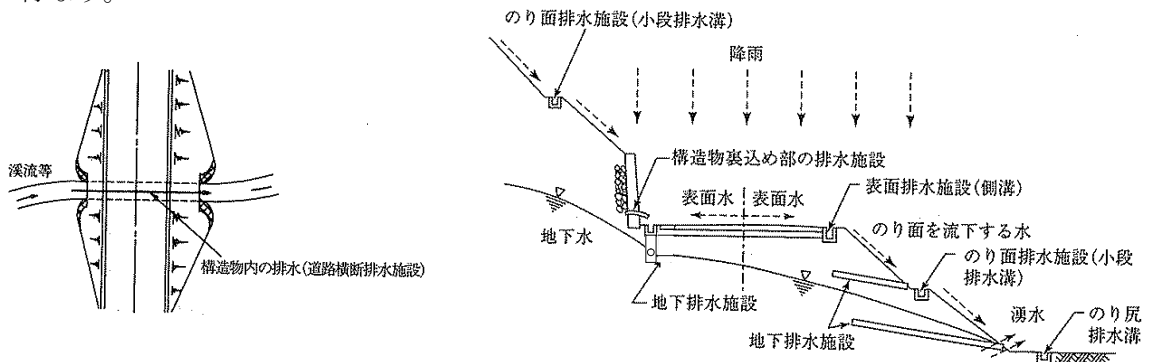 のり面排水施設(小段排水溝)
降雨
溪流等
構造物内の排水(道路横断排水施設)
構造物裏込め部の排水施設
表面水
表面水
表面排水施設(側溝)
地下水
のり面を流下する水
のり面排水施設(小段
排水溝)
地下排水施設
地下排水施設
湧水
のり尻
排水溝